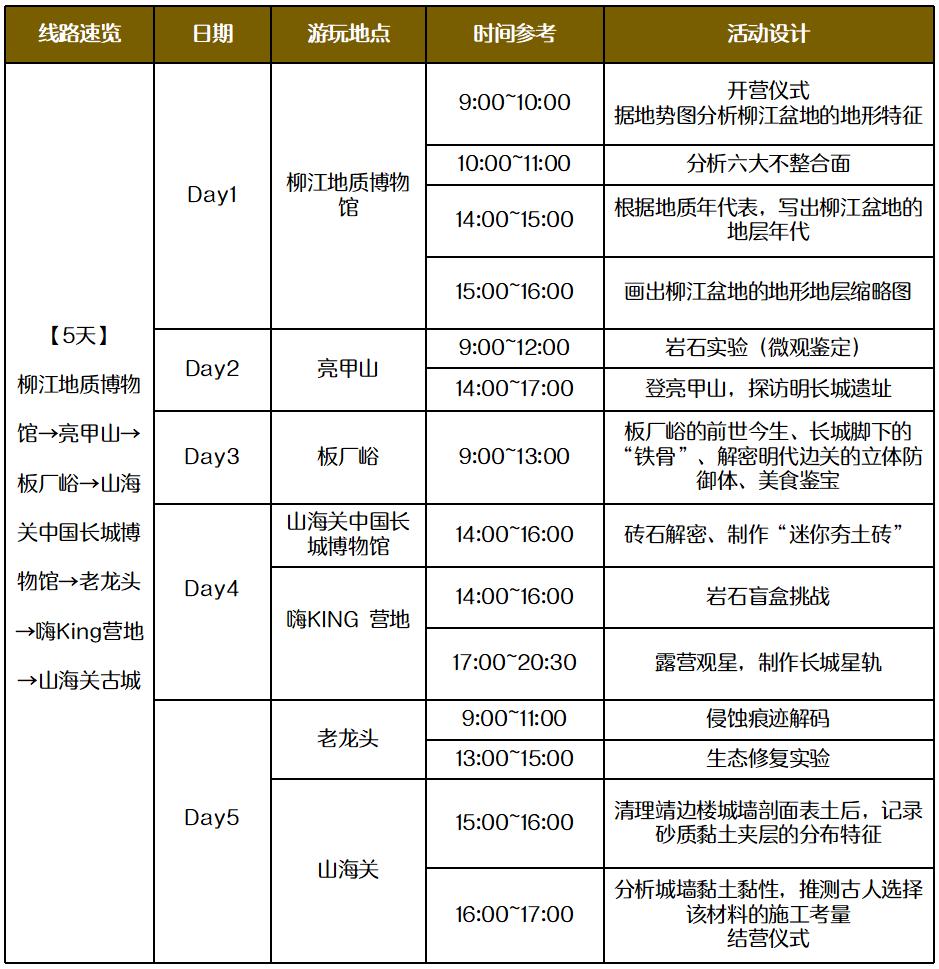 线路速览
日期
游玩地点
时间参考
活动设计
【5天】
柳江地质博物
馆→亮甲山→
板厂峪→山海
关中国长城博
物馆→老龙头
→嗨King营地
→山海关古城
Day1
柳江地质博物
馆
9:00~10:00
开营仪式
据地势图分析柳江盆地的地形特征
10:00~11:00
分析六大不整合面
14:00~15:00
根据地质年代表，写出柳江盆地的
地层年代
15:00~16:00
画出柳江盆地的地形地层缩略图
Day2
亮甲山
9:00~12:00
岩石实验（微观鉴定）
14:00~17:00
登亮甲山，探访明长城遗址
Day3
板厂峪
9:00~13:00
板厂峪的前世今生、长城脚下的
“铁骨”、解密明代边关的立体防
御体、美食鉴宝
Day4
山海关中国长
城博物馆
14:00~16:00
砖石解密、制作“迷你夯土砖”
嗨KING 营地
14:00~16:00
岩石盲盒挑战
17:00~20:30
露营观星，制作长城星轨
Day5
老龙头
9:00~11:00
侵蚀痕迹解码
13:00~15:00
生态修复实验
山海关
15:00~16:00
清理靖边楼城墙剖面表土后，记录
砂质黏土夹层的分布特征
16:00~17:00
分析城墙黏土黏性，推测古人选择
该材料的施工考量
结营仪式